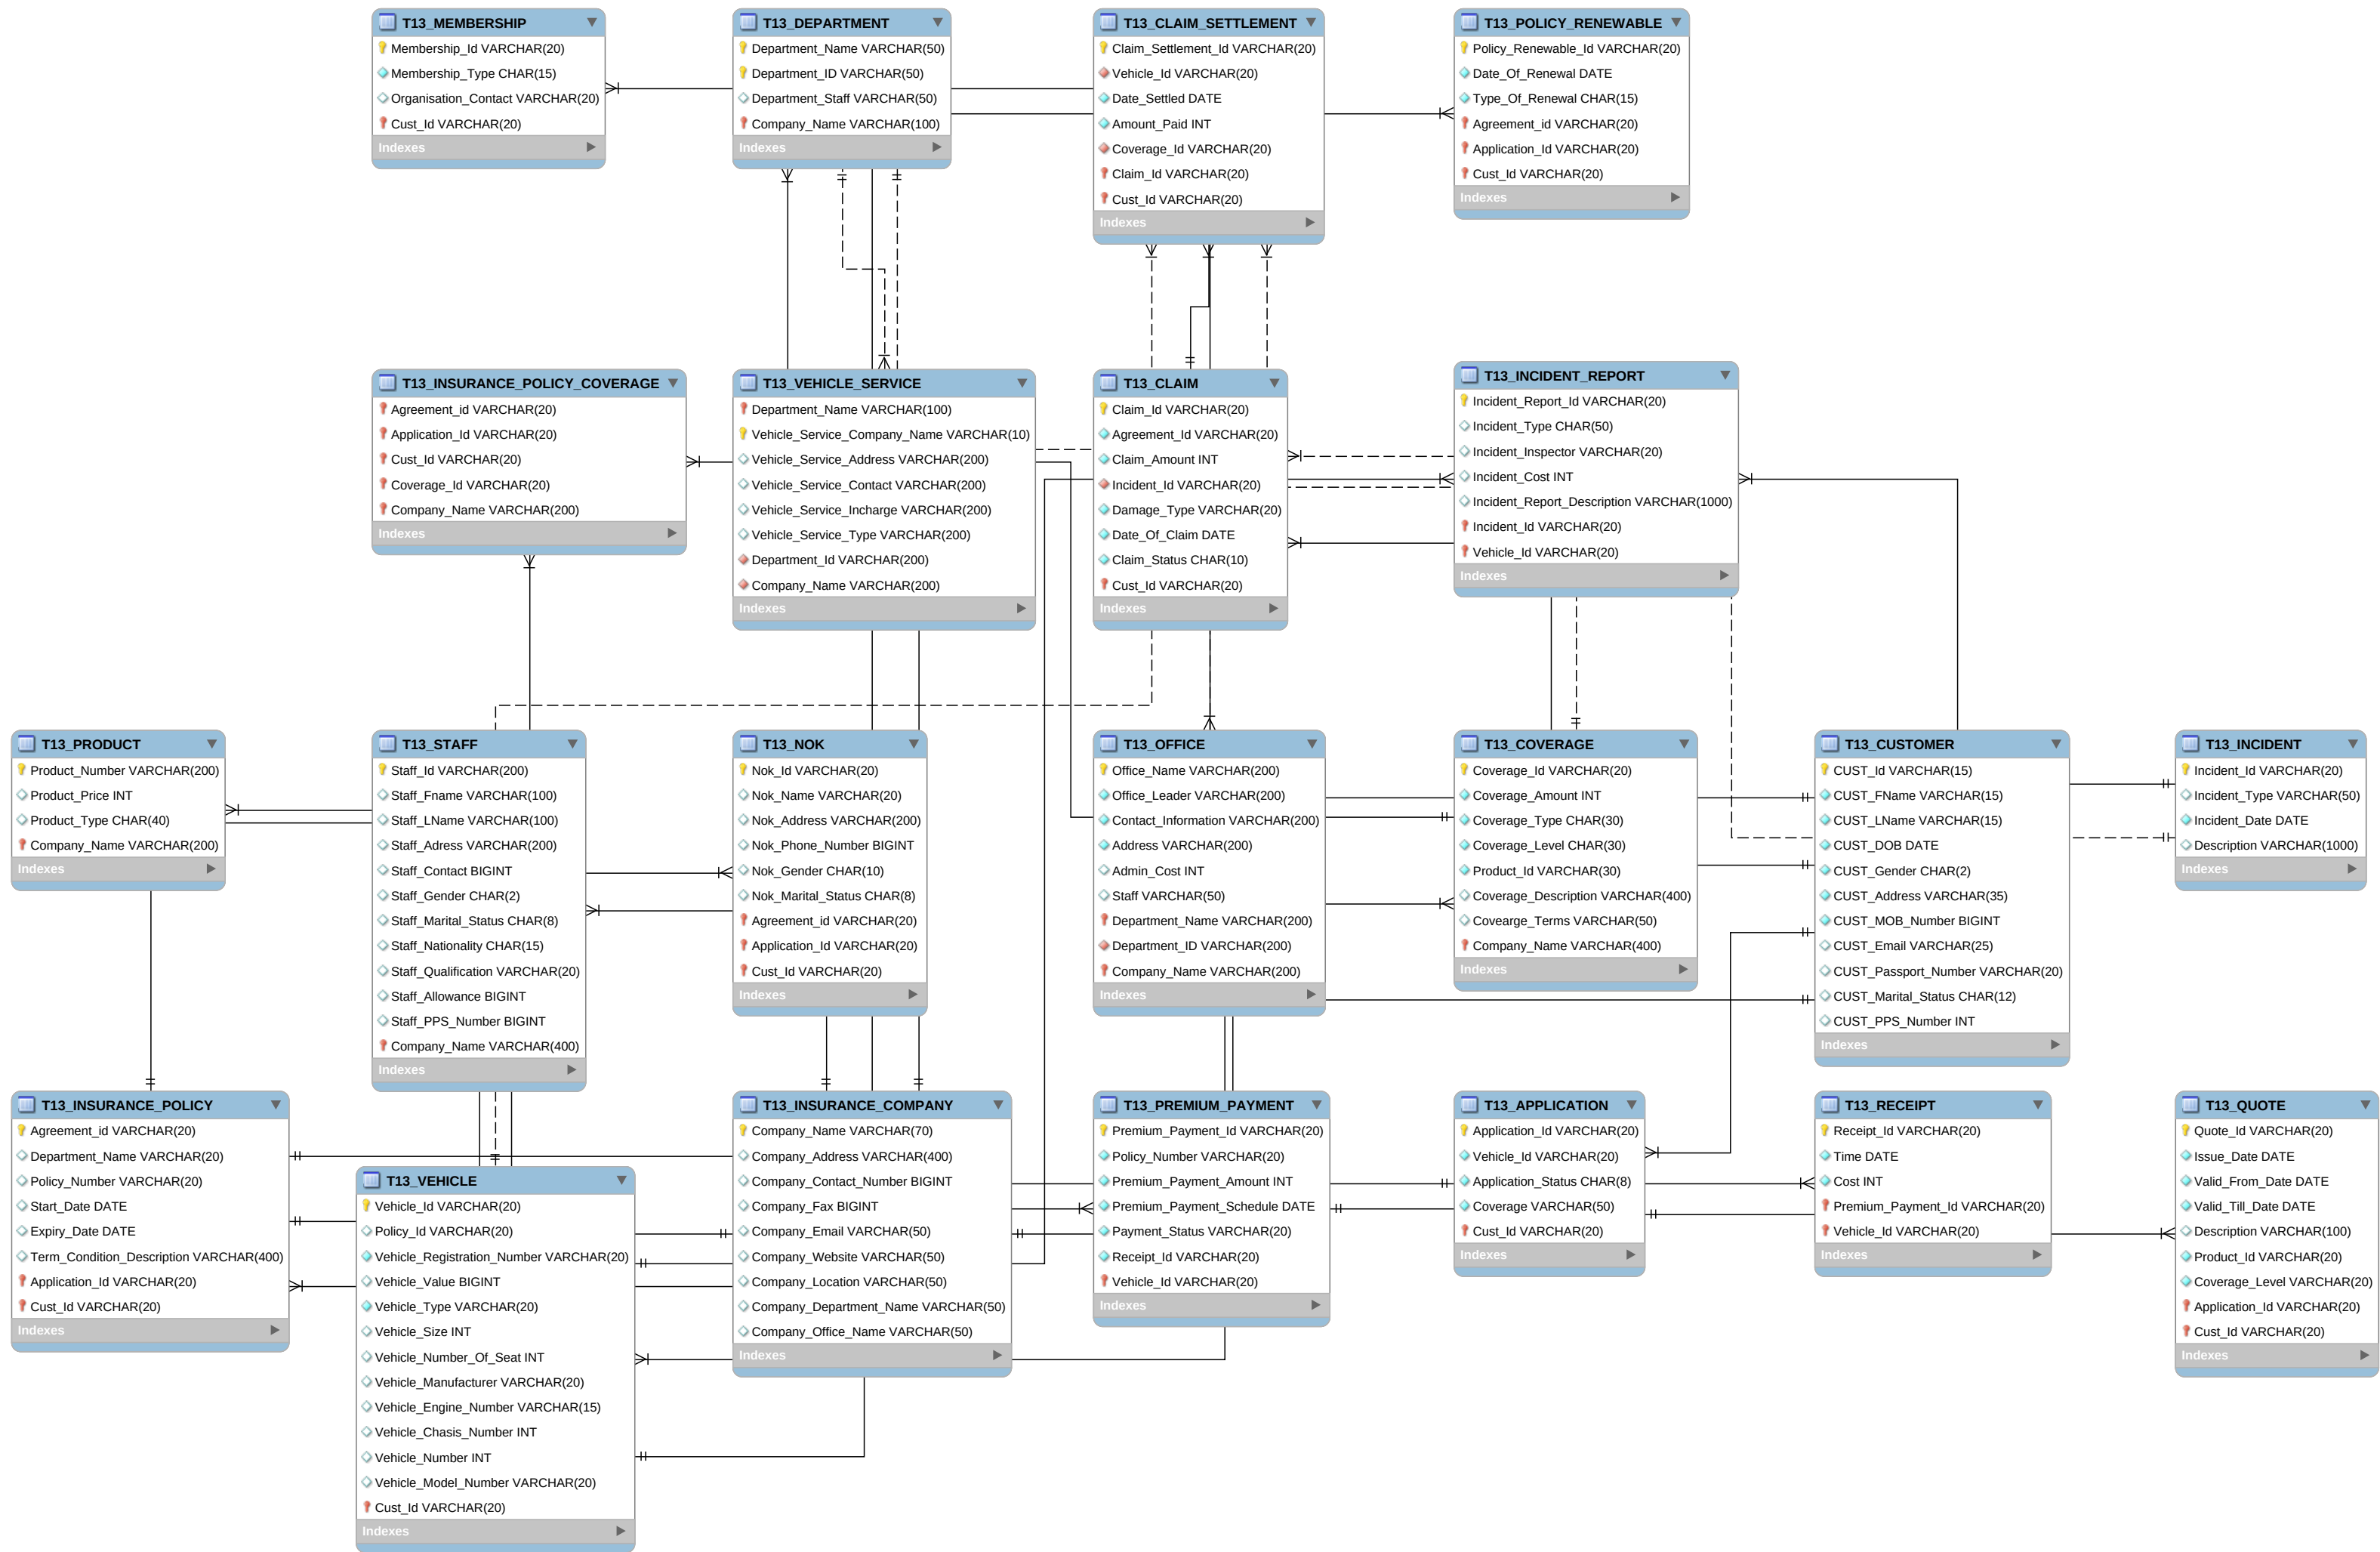 T13_MEMBERSHIP
Membership_Id VARCHAR(20)
Membership_Type CHAR(15)
Organisation_Contact VARCHAR(20)
Cust_Id VARCHAR(20)
Indexes
T13_DEPARTMENT
Department_Name VARCHAR(50)
Department_ID VARCHAR(50)
Department_Staff VARCHAR(50)
Company_Name VARCHAR(100)
Indexes
T13_CLAIM_SETTLEMENT
Claim_Settlement_Id VARCHAR(20)
Vehicle_Id VARCHAR(20)
Date_Settled DATE
Amount_Paid INT
Coverage_Id VARCHAR(20)
Claim_Id VARCHAR(20)
Cust_Id VARCHAR(20)
Indexes
T13_POLICY_RENEWABLE
Policy_Renewable_Id VARCHAR(20)
Date_Of_Renewal DATE
Type_Of_Renewal CHAR(15)
Agreement_id VARCHAR(20)
Application_Id VARCHAR(20)
Cust_Id VARCHAR(20)
Indexes
T13_INSURANCE_POLICY_COVERAGE
Agreement_id VARCHAR(20)
Application_Id VARCHAR(20)
Cust_Id VARCHAR(20)
Coverage_Id VARCHAR(20)
Company_Name VARCHAR(200)
Indexes
T13_VEHICLE_SERVICE
Department_Name VARCHAR(100)
Vehicle_Service_Company_Name VARCHAR(10)
Vehicle_Service_Address VARCHAR(200)
Vehicle_Service_Contact VARCHAR(200)
Vehicle_Service_Incharge VARCHAR(200)
Vehicle_Service_Type VARCHAR(200)
Department_Id VARCHAR(200)
Company_Name VARCHAR(200)
Indexes
T13_CLAIM
Claim_Id VARCHAR(20)
Agreement_Id VARCHAR(20)
Claim_Amount INT
Incident_Id VARCHAR(20)
Damage_Type VARCHAR(20)
Date_Of_Claim DATE
Claim_Status CHAR(10)
Cust_Id VARCHAR(20)
Indexes
T13_INCIDENT_REPORT
Incident_Report_Id VARCHAR(20)
Incident_Type CHAR(50)
Incident_Inspector VARCHAR(20)
Incident_Cost INT
Incident_Report_Description VARCHAR(1000)
Incident_Id VARCHAR(20)
Vehicle_Id VARCHAR(20)
Indexes
T13_PRODUCT
Product_Number VARCHAR(200)
Product_Price INT
Product_Type CHAR(40)
Company_Name VARCHAR(200)
Indexes
T13_STAFF
Staff_Id VARCHAR(200)
Staff_Fname VARCHAR(100)
Staff_LName VARCHAR(100)
Staff_Adress VARCHAR(200)
Staff_Contact BIGINT
Staff_Gender CHAR(2)
Staff_Marital_Status CHAR(8)
Staff_Nationality CHAR(15)
Staff_Qualification VARCHAR(20)
Staff_Allowance BIGINT
Staff_PPS_Number BIGINT
Company_Name VARCHAR(400)
Indexes
T13_NOK
Nok_Id VARCHAR(20)
Nok_Name VARCHAR(20)
Nok_Address VARCHAR(200)
Nok_Phone_Number BIGINT
Nok_Gender CHAR(10)
Nok_Marital_Status CHAR(8)
Agreement_id VARCHAR(20)
Application_Id VARCHAR(20)
Cust_Id VARCHAR(20)
Indexes
T13_OFFICE
Office_Name VARCHAR(200)
Office_Leader VARCHAR(200)
Contact_Information VARCHAR(200)
Address VARCHAR(200)
Admin_Cost INT
Staff VARCHAR(50)
Department_Name VARCHAR(200)
Department_ID VARCHAR(200)
Company_Name VARCHAR(200)
Indexes
T13_COVERAGE
Coverage_Id VARCHAR(20)
Coverage_Amount INT
Coverage_Type CHAR(30)
Coverage_Level CHAR(30)
Product_Id VARCHAR(30)
Coverage_Description VARCHAR(400)
Covearge_Terms VARCHAR(50)
Company_Name VARCHAR(400)
Indexes
T13_CUSTOMER
CUST_Id VARCHAR(15)
CUST_FName VARCHAR(15)
CUST_LName VARCHAR(15)
CUST_DOB DATE
CUST_Gender CHAR(2)
CUST_Address VARCHAR(35)
CUST_MOB_Number BIGINT
CUST_Email VARCHAR(25)
CUST_Passport_Number VARCHAR(20)
CUST_Marital_Status CHAR(12)
CUST_PPS_Number INT
Indexes
T13_INCIDENT
Incident_Id VARCHAR(20)
Incident_Type VARCHAR(50)
Incident_Date DATE
Description VARCHAR(1000)
Indexes
T13_INSURANCE_POLICY
Agreement_id VARCHAR(20)
Department_Name VARCHAR(20)
Policy_Number VARCHAR(20)
Start_Date DATE
Expiry_Date DATE
Term_Condition_Description VARCHAR(400)
Application_Id VARCHAR(20)
Cust_Id VARCHAR(20)
Indexes
T13_VEHICLE
Vehicle_Id VARCHAR(20)
Policy_Id VARCHAR(20)
Vehicle_Registration_Number VARCHAR(20)
Vehicle_Value BIGINT
Vehicle_Type VARCHAR(20)
Vehicle_Size INT
Vehicle_Number_Of_Seat INT
Vehicle_Manufacturer VARCHAR(20)
Vehicle_Engine_Number VARCHAR(15)
Vehicle_Chasis_Number INT
Vehicle_Number INT
Vehicle_Model_Number VARCHAR(20)
Cust_Id VARCHAR(20)
Indexes
T13_INSURANCE_COMPANY
Company_Name VARCHAR(70)
Company_Address VARCHAR(400)
Company_Contact_Number BIGINT
Company_Fax BIGINT
Company_Email VARCHAR(50)
Company_Website VARCHAR(50)
Company_Location VARCHAR(50)
Company_Department_Name VARCHAR(50)
Company_Office_Name VARCHAR(50)
Indexes
T13_PREMIUM_PAYMENT
Premium_Payment_Id VARCHAR(20)
Policy_Number VARCHAR(20)
Premium_Payment_Amount INT
Premium_Payment_Schedule DATE
Payment_Status VARCHAR(20)
Receipt_Id VARCHAR(20)
Vehicle_Id VARCHAR(20)
Indexes
T13_APPLICATION
Application_Id VARCHAR(20)
Vehicle_Id VARCHAR(20)
Application_Status CHAR(8)
Coverage VARCHAR(50)
Cust_Id VARCHAR(20)
Indexes
T13_RECEIPT
Receipt_Id VARCHAR(20)
Time DATE
Cost INT
Premium_Payment_Id VARCHAR(20)
Vehicle_Id VARCHAR(20)
Indexes
T13_QUOTE
Quote_Id VARCHAR(20)
Issue_Date DATE
Valid_From_Date DATE
Valid_Till_Date DATE
Description VARCHAR(100)
Product_Id VARCHAR(20)
Coverage_Level VARCHAR(20)
Application_Id VARCHAR(20)
Cust_Id VARCHAR(20)
Indexes